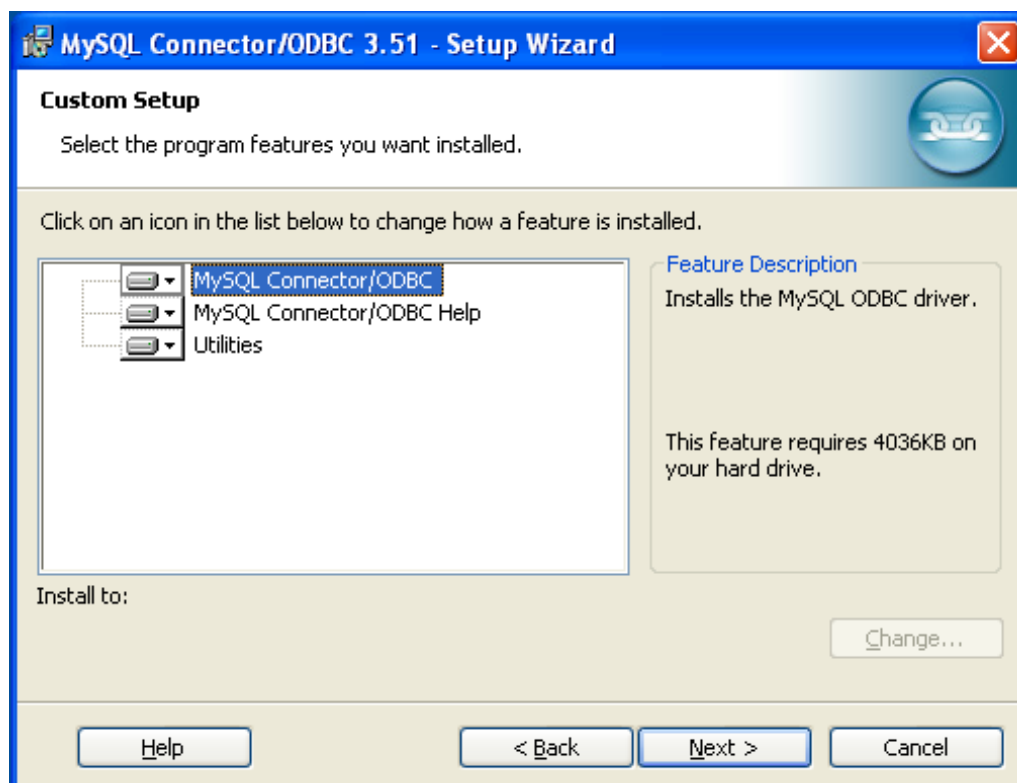 MySQL Connector/ODBC 3.51 - Setup Wizard
Custom Setup
Select the program features you want installed.
Click on an icon in the list below to change how a feature is installed.
MySQL Connector/ODBC
MySQL Connector/ODBC Help
Utilities
Feature Description
Installs the MySQL ODBC driver.
This feature requires 4036KB on
your hard drive.
Install to:
Change...
Help
< Back
Next >
Cancel